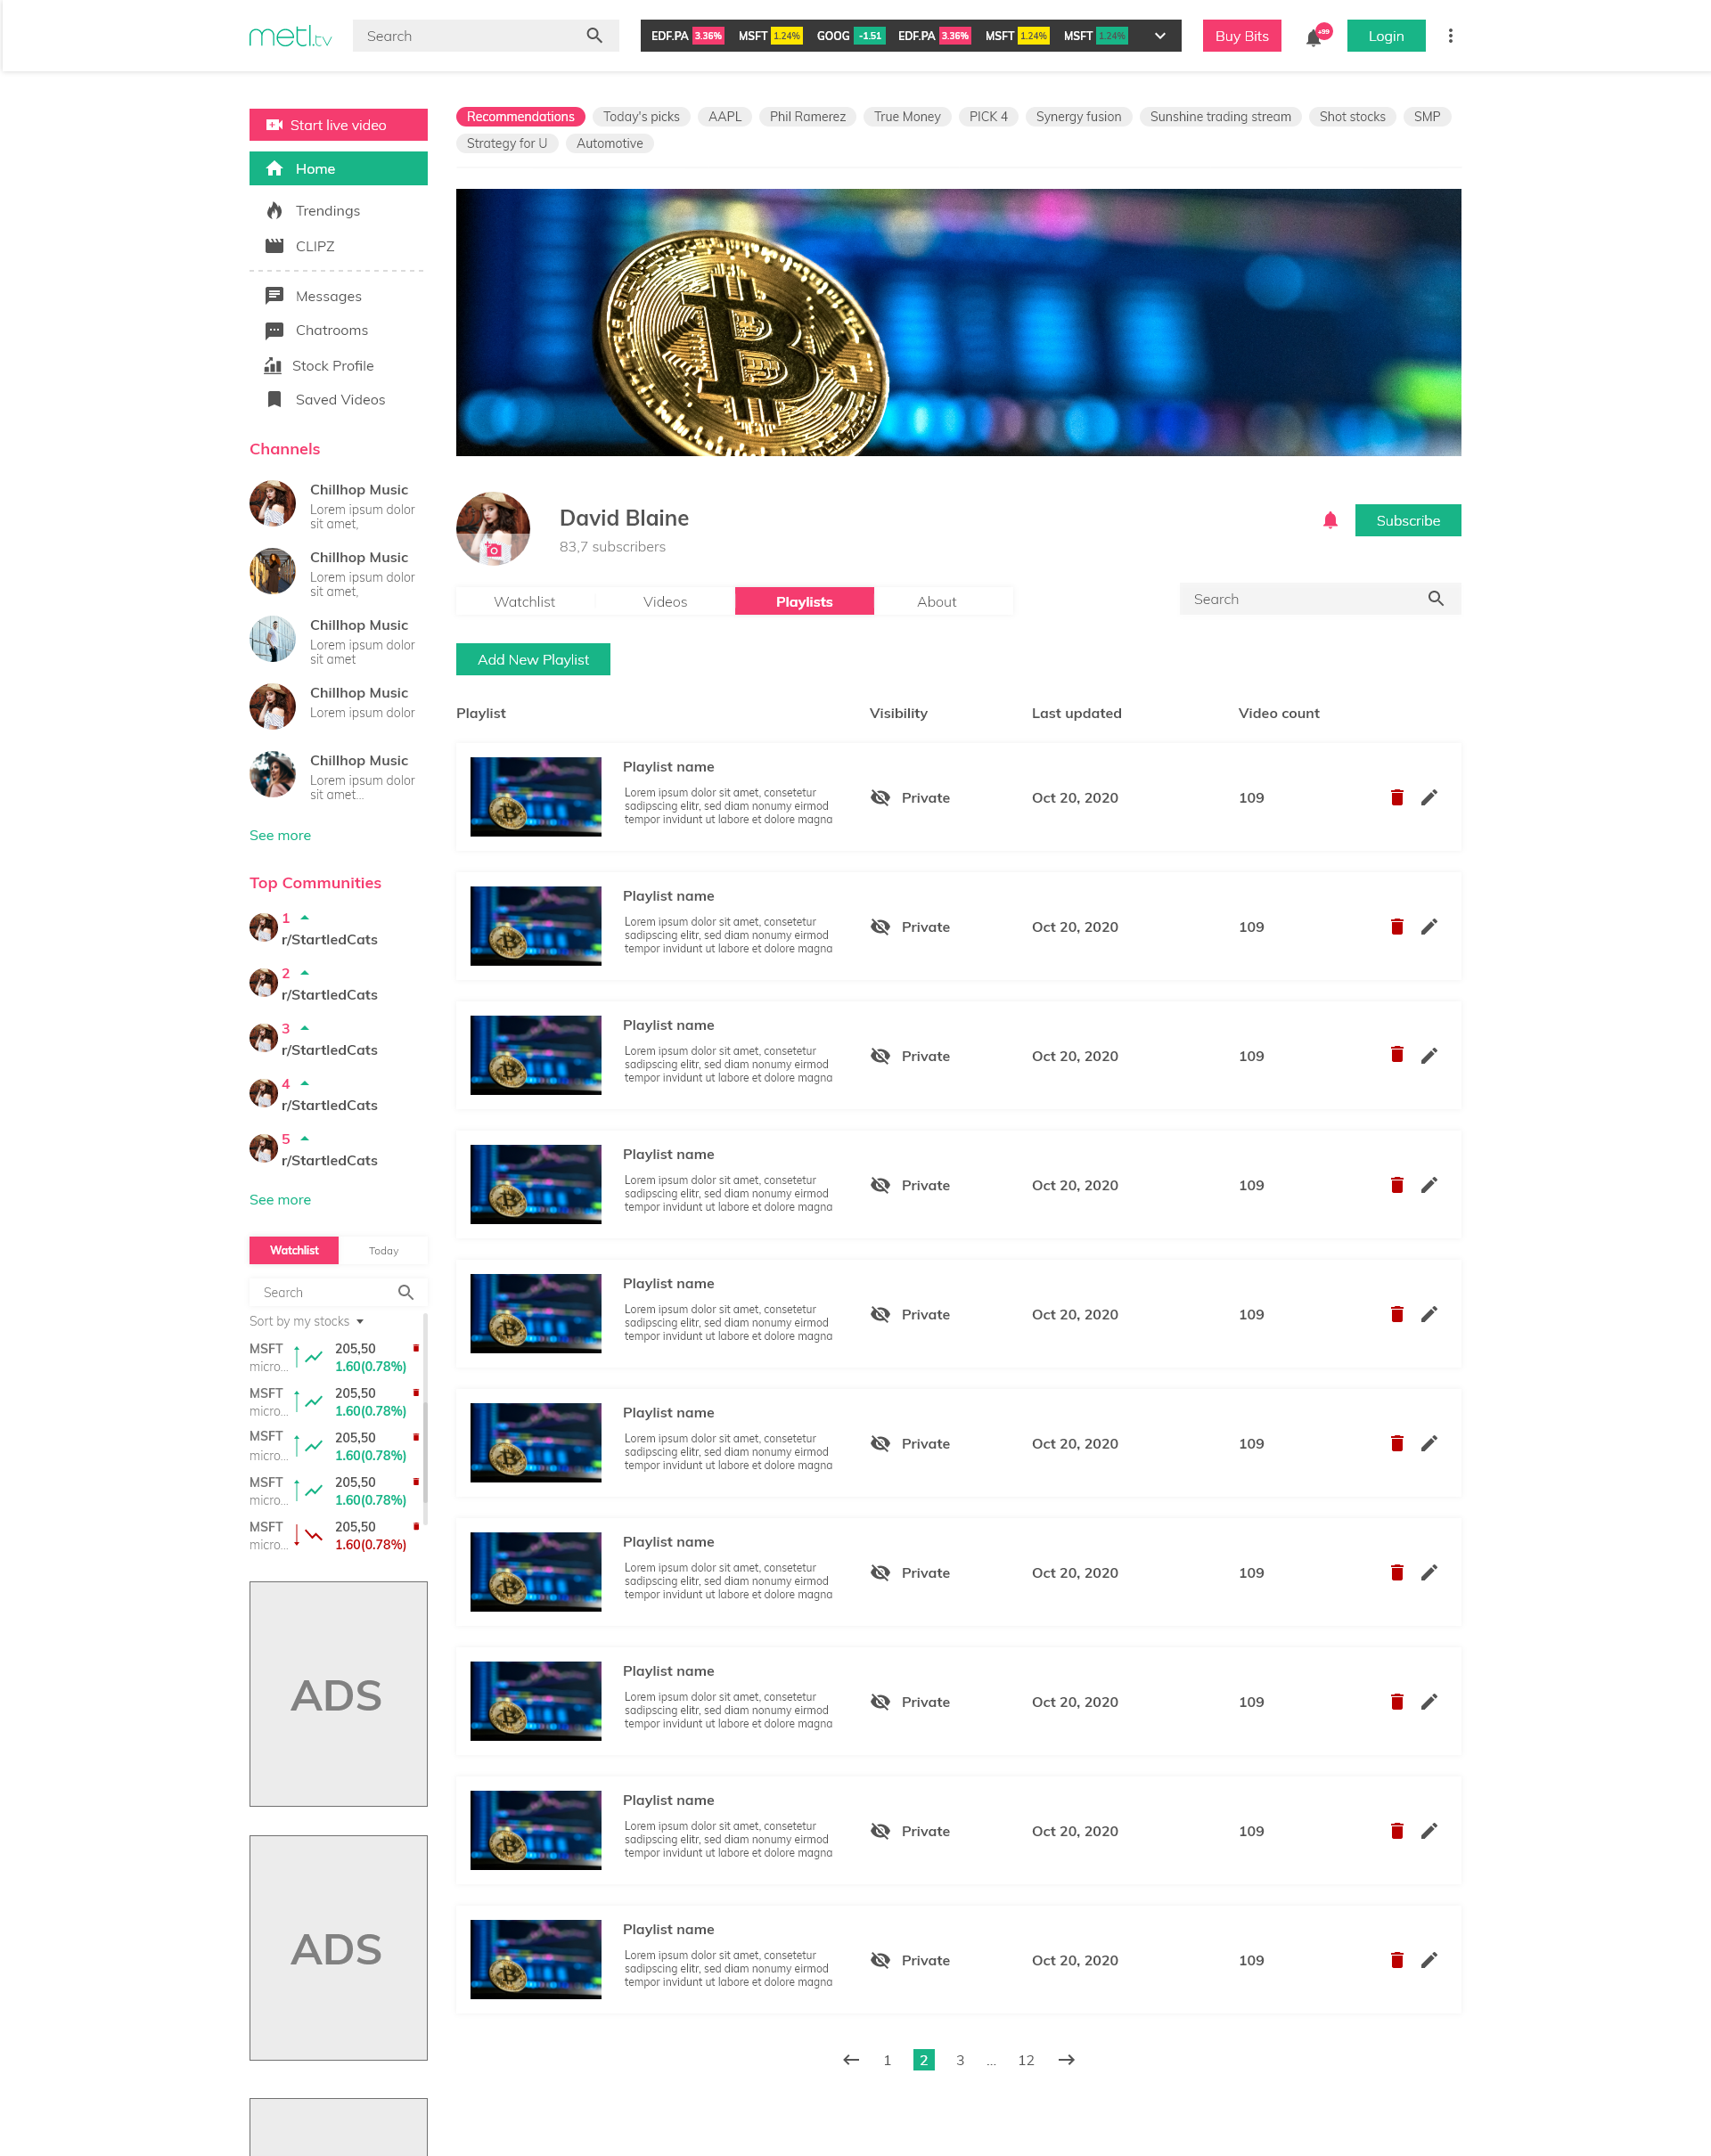 metl.tv
Search
EDF.PA 3.36% MSFT 1.24% GOOG -1.51 EDF.PA 3.36% MSFT 1.24% MSFT 1.24%
Buy Bits
+99
Login
Start live video
Home
Trendings
CLIPZ
Messages
Chatrooms
Stock Profile
Saved Videos
Channels
Chillhop Music
Lorem ipsum dolor
sit amet,
Chillhop Music
Lorem ipsum dolor
sit amet,
Chillhop Music
Lorem ipsum dolor
sit amet
Chillhop Music
Lorem ipsum dolor
Chillhop Music
Lorem ipsum dolor
sit amet...
See more
Top Communities
1
r/StartledCats
2
r/StartledCats
3
r/StartledCats
4
r/StartledCats
5
r/StartledCats
See more
Watchlist Today
Search
Sort by my stocks
MSFT 205,50
micro... 1.60(0.78%)
MSFT 205,50
micro... 1.60(0.78%)
MSFT 205,50
micro... 1.60(0.78%)
MSFT 205,50
micro... 1.60(0.78%)
MSFT 205,50
micro... 1.60(0.78%)
ADS
ADS
Recommendations Today's picks AAPL Phil Ramerez True Money PICK 4 Synergy fusion Sunshine trading stream Shot stocks SMP
Strategy for U Automotive
David Blaine
83,7 subscribers
Subscribe
Watchlist Videos Playlists About
Search
Add New Playlist
Playlist Visibility Last updated Video count
Playlist name
Lorem ipsum dolor sit amet, consetetur
sadipscing elitr, sed diam nonumy eirmod
tempor invidunt ut labore et dolore magna
Private Oct 20, 2020 109
Playlist name
Lorem ipsum dolor sit amet, consetetur
sadipscing elitr, sed diam nonumy eirmod
tempor invidunt ut labore et dolore magna
Private Oct 20, 2020 109
Playlist name
Lorem ipsum dolor sit amet, consetetur
sadipscing elitr, sed diam nonumy eirmod
tempor invidunt ut labore et dolore magna
Private Oct 20, 2020 109
Playlist name
Lorem ipsum dolor sit amet, consetetur
sadipscing elitr, sed diam nonumy eirmod
tempor invidunt ut labore et dolore magna
Private Oct 20, 2020 109
Playlist name
Lorem ipsum dolor sit amet, consetetur
sadipscing elitr, sed diam nonumy eirmod
tempor invidunt ut labore et dolore magna
Private Oct 20, 2020 109
Playlist name
Lorem ipsum dolor sit amet, consetetur
sadipscing elitr, sed diam nonumy eirmod
tempor invidunt ut labore et dolore magna
Private Oct 20, 2020 109
Playlist name
Lorem ipsum dolor sit amet, consetetur
sadipscing elitr, sed diam nonumy eirmod
tempor invidunt ut labore et dolore magna
Private Oct 20, 2020 109
Playlist name
Lorem ipsum dolor sit amet, consetetur
sadipscing elitr, sed diam nonumy eirmod
tempor invidunt ut labore et dolore magna
Private Oct 20, 2020 109
Playlist name
Lorem ipsum dolor sit amet, consetetur
sadipscing elitr, sed diam nonumy eirmod
tempor invidunt ut labore et dolore magna
Private Oct 20, 2020 109
Playlist name
Lorem ipsum dolor sit amet, consetetur
sadipscing elitr, sed diam nonumy eirmod
tempor invidunt ut labore et dolore magna
Private Oct 20, 2020 109
1 2 3 ... 12